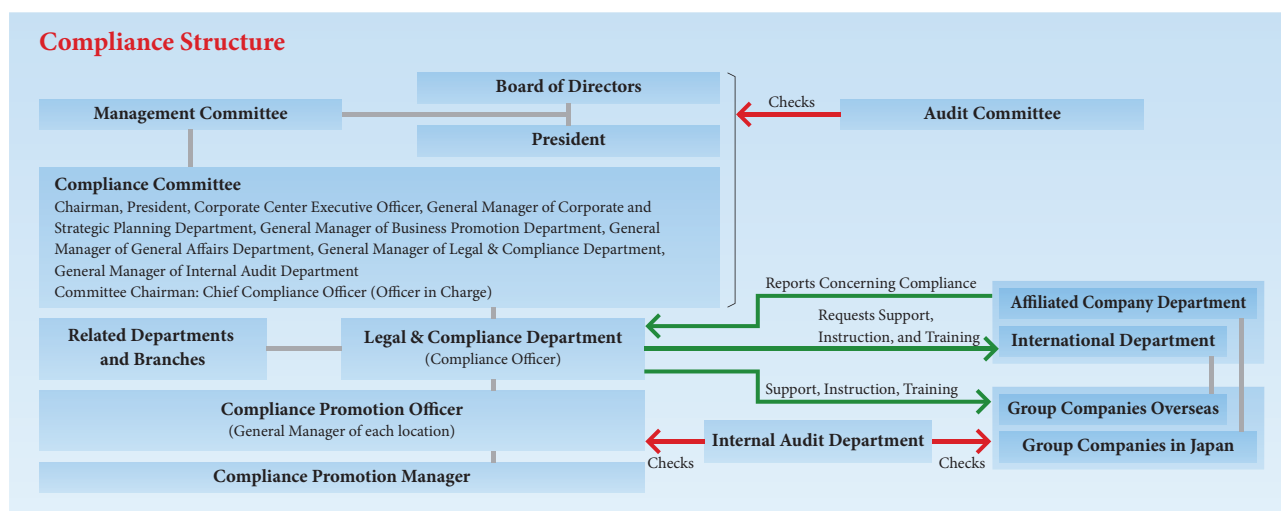 Compliance Structure
Board of Directors
Management Committee
Checks
Audit Committee
President
Compliance Committee
Chairman, President, Corporate Center Executive Officer, General Manager of Corporate and
Strategic Planning Department, General Manager of Business Promotion Department, General
Manager of General Affairs Department, General Manager of Legal & Compliance Department,
General Manager of Internal Audit Department
Committee Chairman: Chief Compliance Officer (Officer in Charge)
Reports Concerning Compliance
Affiliated Company Department
Related Departments
and Branches
Legal & Compliance Department
(Compliance Officer)
Requests Support,
Instruction, and Training
International Department
Support, Instruction, Training
Compliance Promotion Officer
(General Manager of each location)
Group Companies Overseas
Internal Audit Department
Group Companies in Japan
Checks
Checks
Compliance Promotion Manager